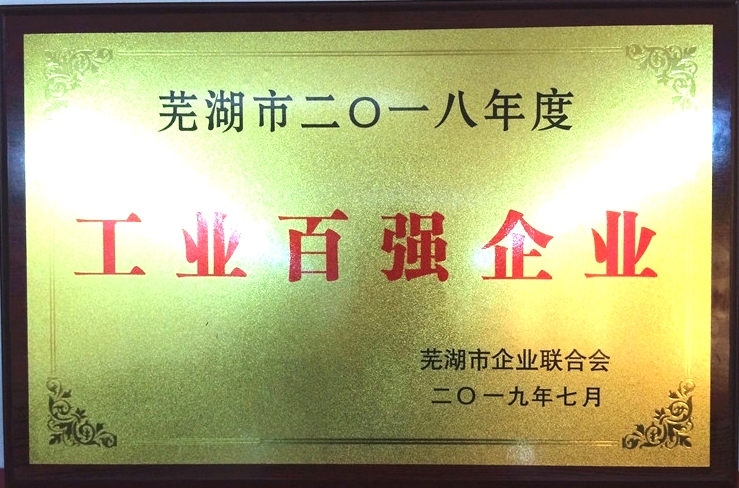 芜湖市二〇一八年度
工业百强企业
芜湖市企业联合会
二〇一九年七月